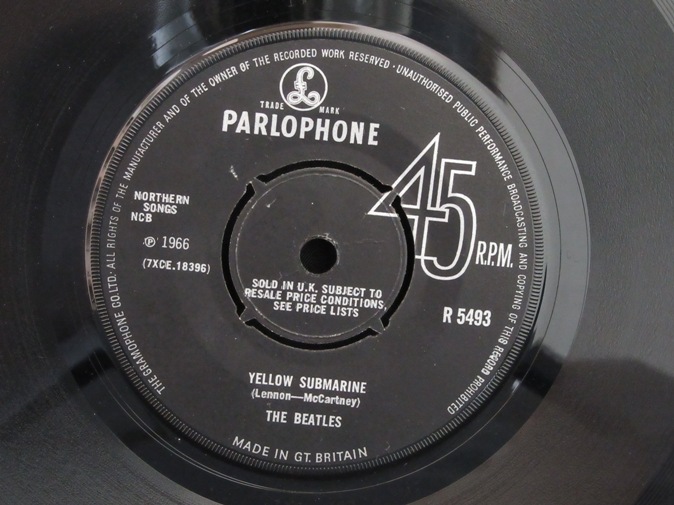 THE GRAMOPHONE CO. LTD. ALL RIGHTS OF THE MANUFACTURER AND OF THE OWNER OF THE RECORDED WORK RESERVED · UNAUTHORISED PUBLIC PERFORMANCE BROADCASTING AND COPYING OF THIS RECORD PROHIBITED
£
TRADE MARK
PARLOPHONE
45
R.P.M.
NORTHERN
SONGS
NCB
℗ 1966
(7XCE.18396)
SOLD IN U.K. SUBJECT TO
RESALE PRICE CONDITIONS,
SEE PRICE LISTS
R 5493
YELLOW SUBMARINE
(Lennon—McCartney)
THE BEATLES
MADE IN GT. BRITAIN